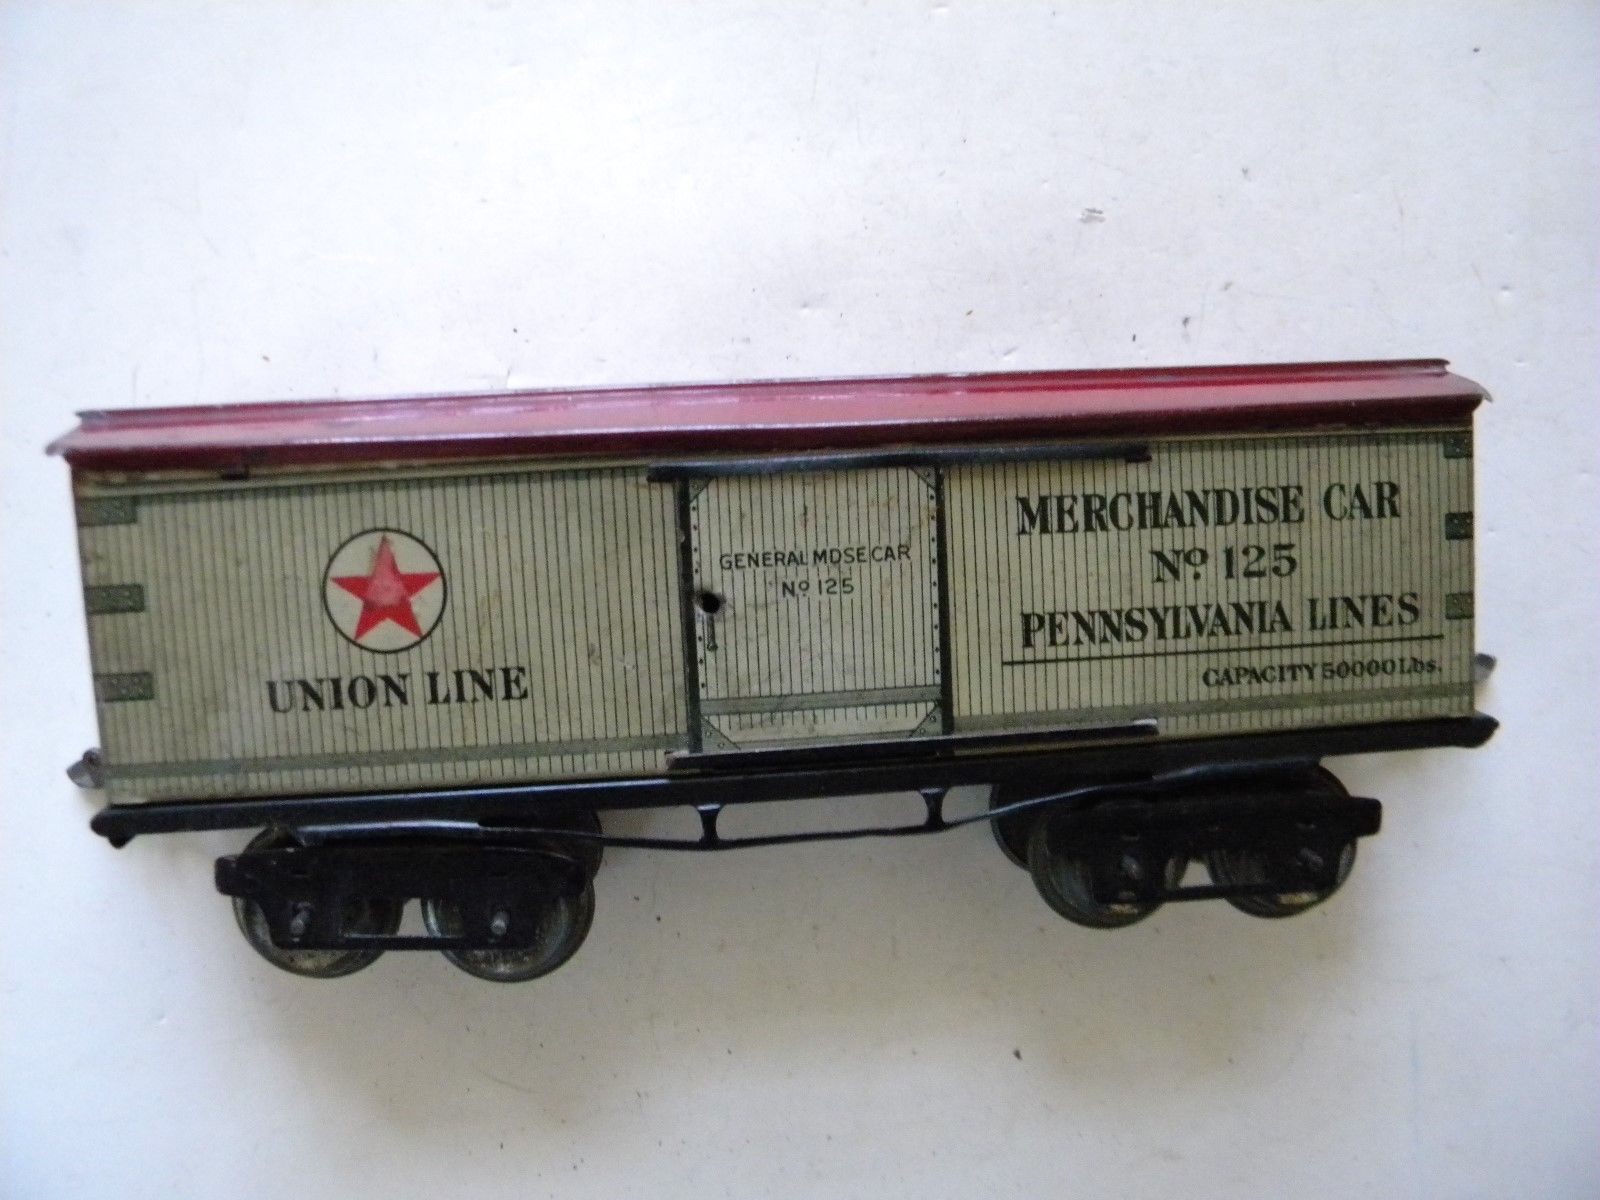 UNION LINE
GENERAL MDSE CAR
No 125
MERCHANDISE CAR
No 125
PENNSYLVANIA LINES
CAPACITY 50000 Lbs.